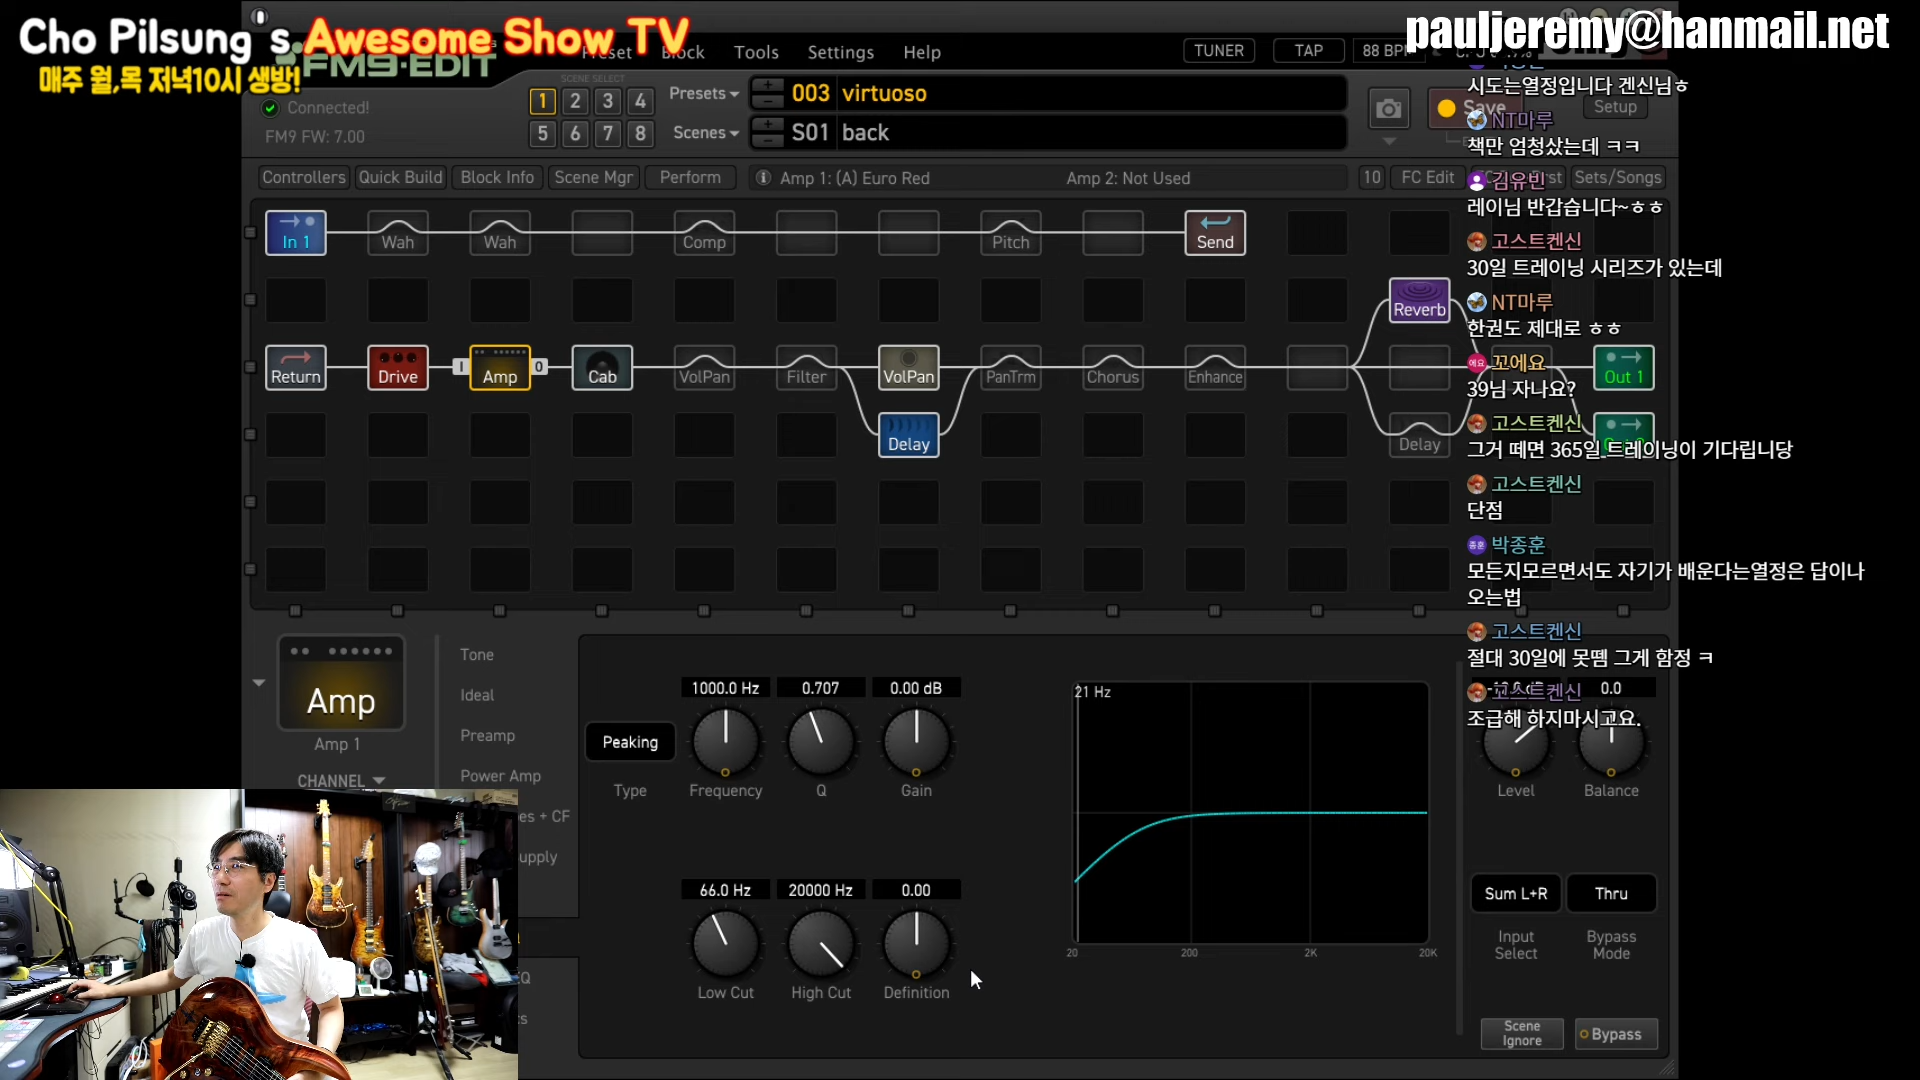 Cho Pilsung`s Awesome Show TV
매주 월,목 저녁10시 생방!
pauljeremy@hanmail.net
FM9-EDIT
Preset Block Tools Settings Help
TUNER TAP 88 BPM
SCENE SELECT
Connected!
FM9 FW: 7.00
1 2 3 4
5 6 7 8
Presets 003 virtuoso
Scenes S01 back
Save
Setup
Controllers Quick Build Block Info Scene Mgr Perform
Amp 1: (A) Euro Red
Amp 2: Not Used
10 FC Edit Sets/Songs
In 1 Wah Wah Comp Pitch Send
Reverb
Return Drive I Amp O Cab VolPan Filter VolPan PanTrm Chorus Enhance Out 1
Delay Delay
시도는열정입니다 겐신님ㅎ
NT마루
책만 엄청샀는데 ㅋㅋ
김유빈
레이님 반갑습니다~ㅎㅎ
고스트켄신
30일 트레이닝 시리즈가 있는데
NT마루
한권도 제대로 ㅎㅎ
에요 꼬에요
39님 자나요?
고스트켄신
그거 떼면 365일 트레이닝이 기다립니당
고스트켄신
단점
종훈 박종훈
모든지모르면서도 자기가 배운다는열정은 답이나
오는법
고스트켄신
절대 30일에 못뗌 그게 함정 ㅋ
고스트켄신
조급해 하지마시고요.
Amp
Amp 1
CHANNEL
Tone
Ideal
Preamp
Power Amp
es + CF
upply
Peaking
Type
1000.0 Hz 0.707 0.00 dB
Frequency Q Gain
66.0 Hz 20000 Hz 0.00
Low Cut High Cut Definition
21 Hz
20 200 2K 20K
0.0
Level Balance
Sum L+R Thru
Input
Select
Bypass
Mode
Scene
Ignore
Bypass